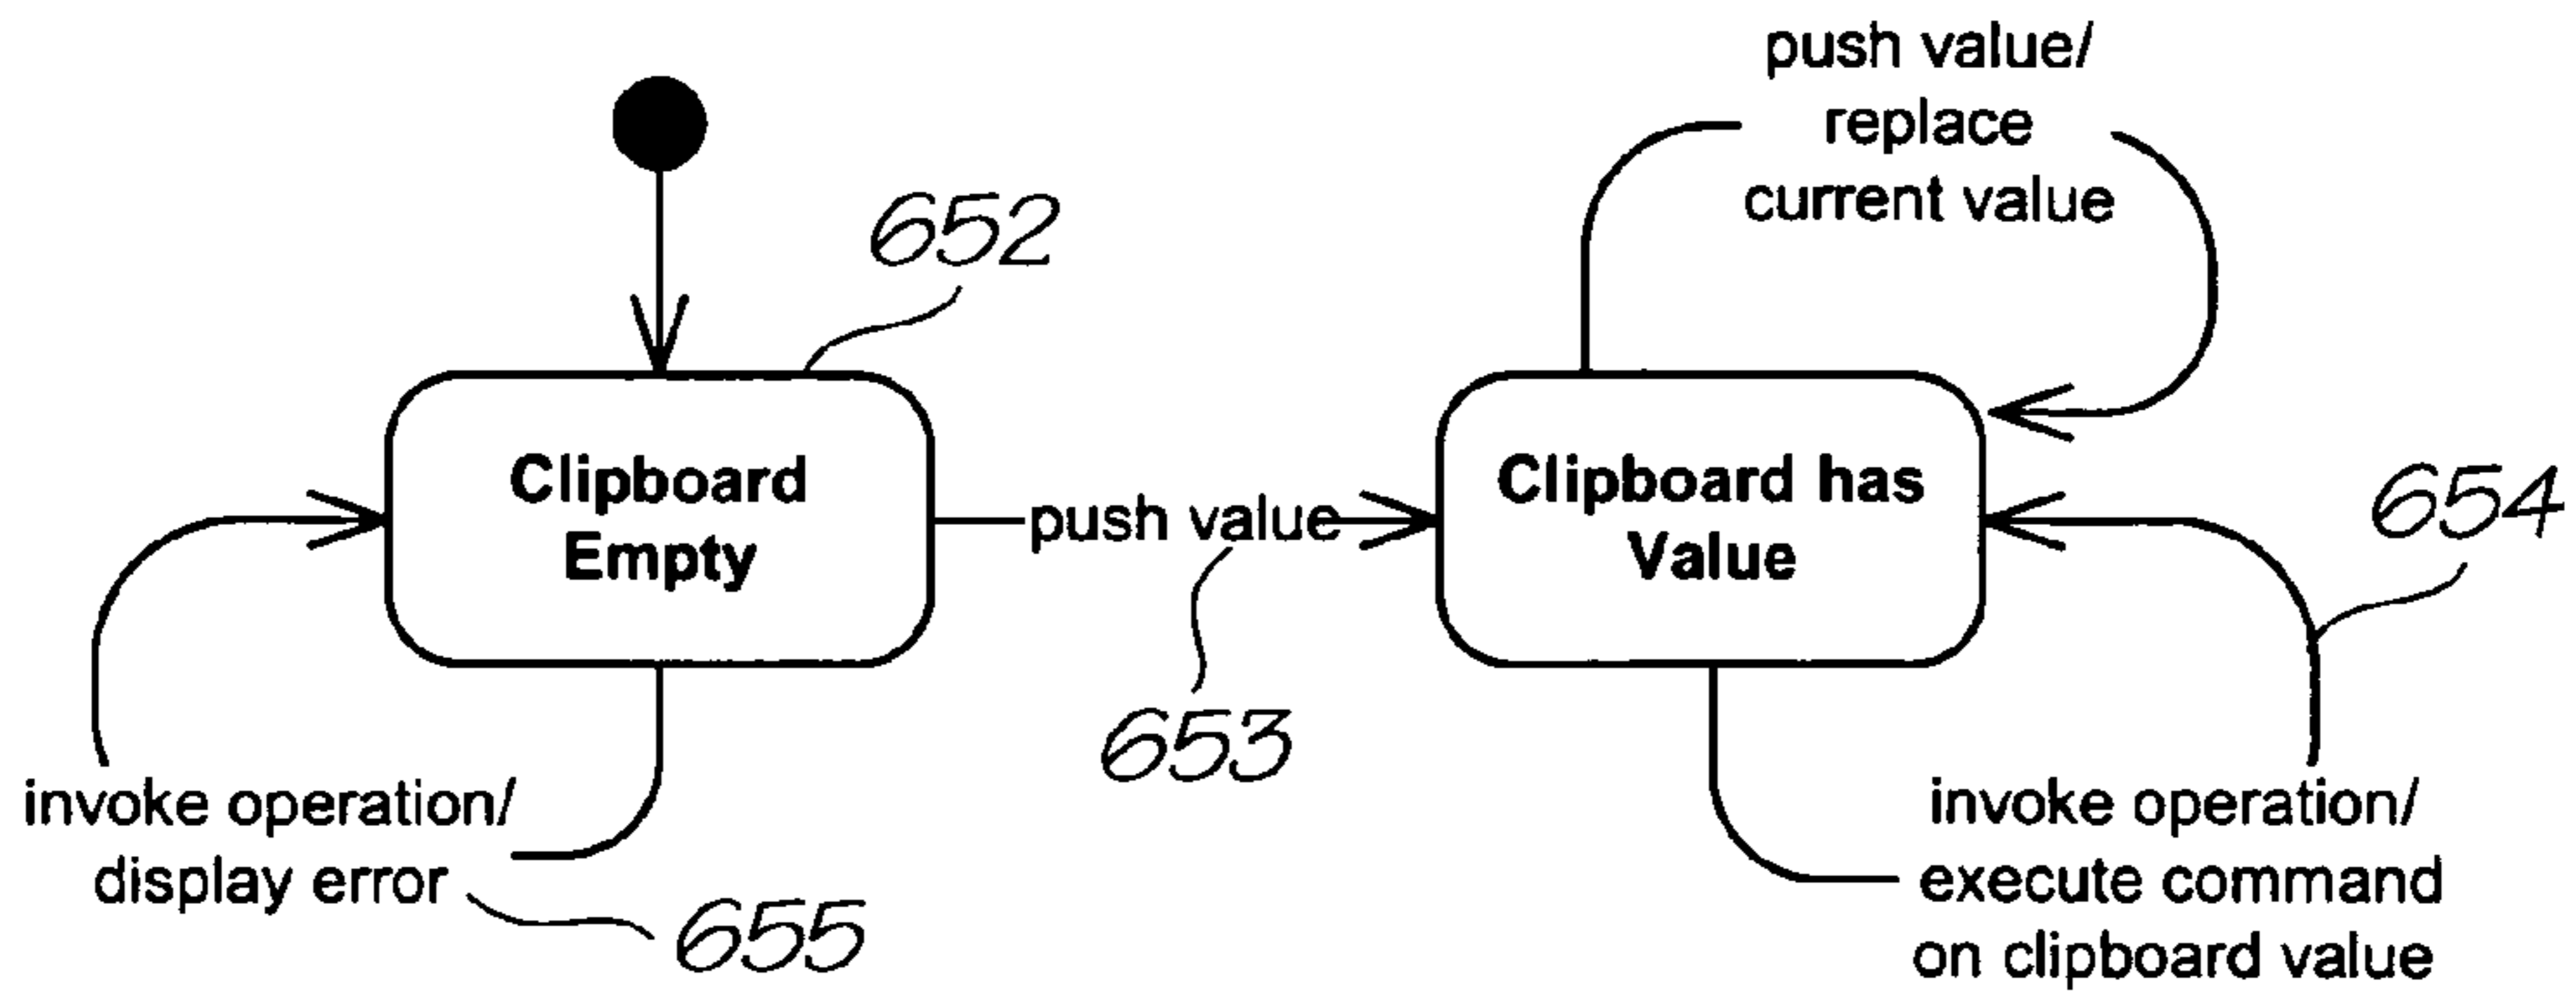 push value/
replace
current value
652
Clipboard
Empty
push value
Clipboard has
Value
654
653
invoke operation/
display error
655
invoke operation/
execute command
on clipboard value